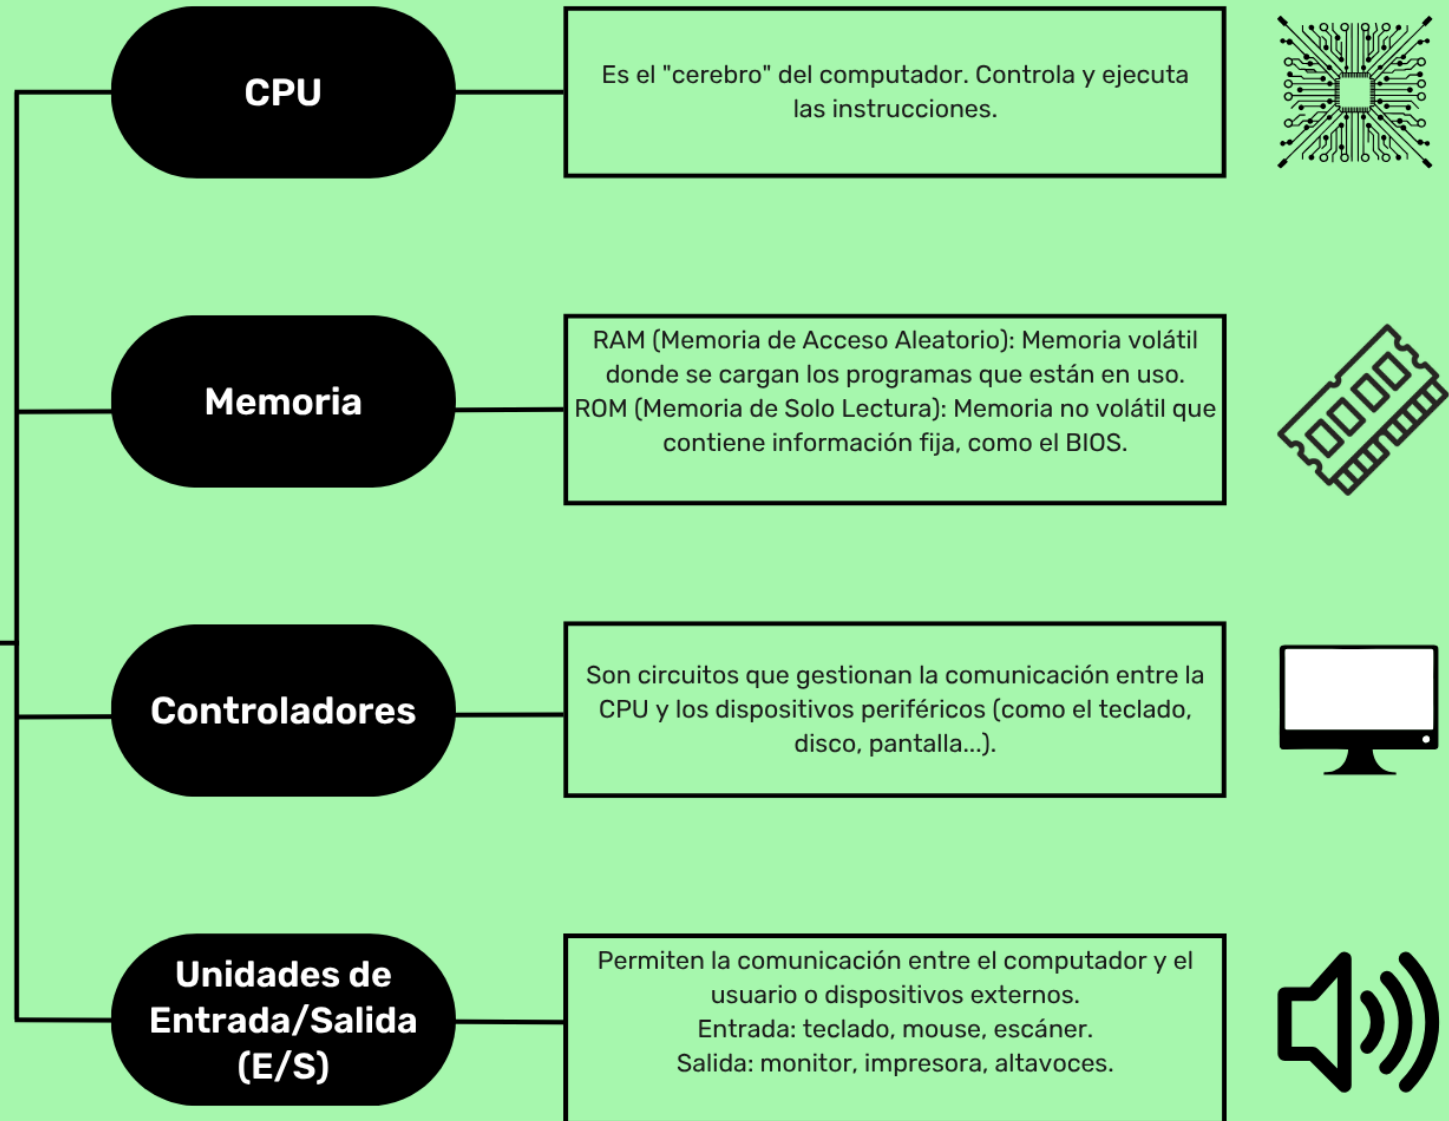 CPU
Es el "cerebro" del computador. Controla y ejecuta
las instrucciones.
Memoria
RAM (Memoria de Acceso Aleatorio): Memoria volátil
donde se cargan los programas que están en uso.
ROM (Memoria de Solo Lectura): Memoria no volátil que
contiene información fija, como el BIOS.
Controladores
Son circuitos que gestionan la comunicación entre la
CPU y los dispositivos periféricos (como el teclado,
disco, pantalla...).
Unidades de
Entrada/Salida
(E/S)
Permiten la comunicación entre el computador y el
usuario o dispositivos externos.
Entrada: teclado, mouse, escáner.
Salida: monitor, impresora, altavoces.